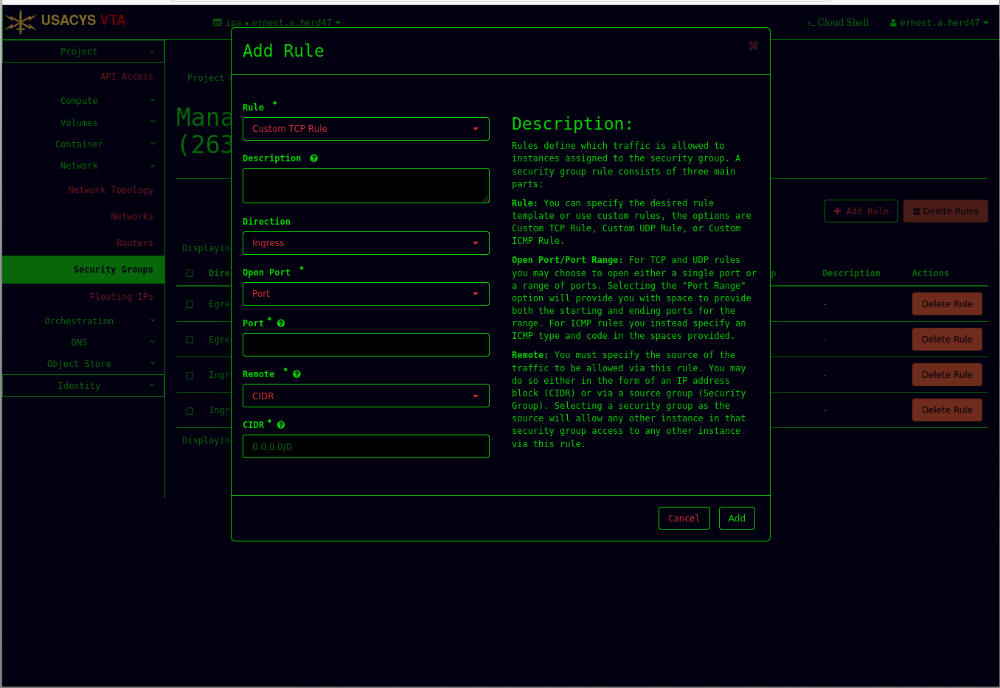 USACYS VTA
ipa • ernest.a.herd47
>_ Cloud Shell
ernest.a.herd47
Project
API Access
Compute
Volumes
Container
Network
Network Topology
Networks
Routers
Security Groups
Floating IPs
Orchestration
DNS
Object Store
Identity
Project
Mana
(263
+ Add Rule
Delete Rules
Displayin
Dire
p
Description
Actions
Egre
-
Delete Rule
Egre
-
Delete Rule
Ingr
-
Delete Rule
Ingr
-
Delete Rule
Displayin
Add Rule
Rule *
Custom TCP Rule
Description
Direction
Ingress
Open Port *
Port
Port *
Remote *
CIDR
CIDR *
0.0.0.0/0
Description:
Rules define which traffic is allowed to
instances assigned to the security group. A
security group rule consists of three main
parts:
Rule: You can specify the desired rule
template or use custom rules, the options are
Custom TCP Rule, Custom UDP Rule, or Custom
ICMP Rule.
Open Port/Port Range: For TCP and UDP rules
you may choose to open either a single port or
a range of ports. Selecting the "Port Range"
option will provide you with space to provide
both the starting and ending ports for the
range. For ICMP rules you instead specify an
ICMP type and code in the spaces provided.
Remote: You must specify the source of the
traffic to be allowed via this rule. You may
do so either in the form of an IP address
block (CIDR) or via a source group (Security
Group). Selecting a security group as the
source will allow any other instance in that
security group access to any other instance
via this rule.
Cancel
Add